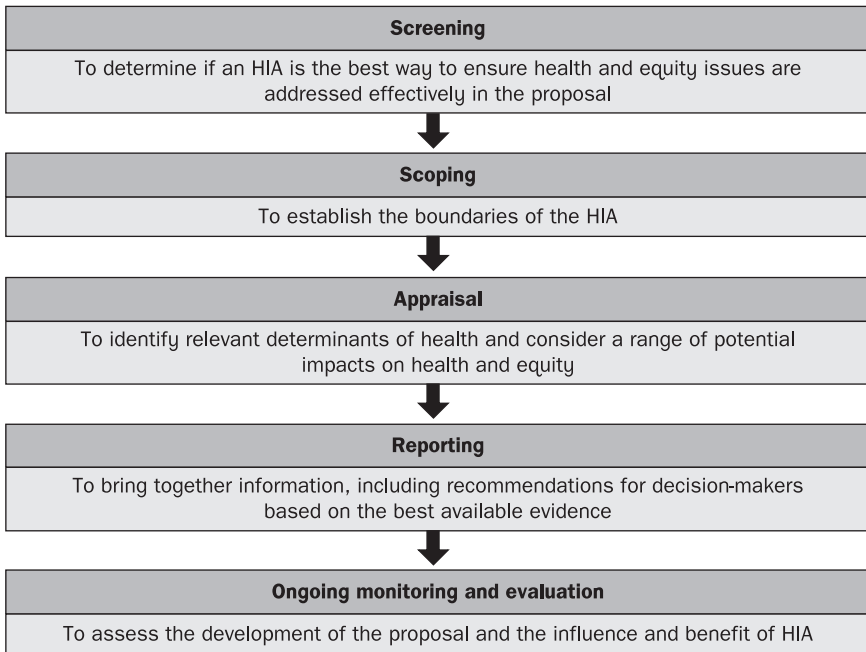 Screening
To determine if an HIA is the best way to ensure health and equity issues are
addressed effectively in the proposal
Scoping
To establish the boundaries of the HIA
Appraisal
To identify relevant determinants of health and consider a range of potential
impacts on health and equity
Reporting
To bring together information, including recommendations for decision-makers
based on the best available evidence
Ongoing monitoring and evaluation
To assess the development of the proposal and the influence and benefit of HIA